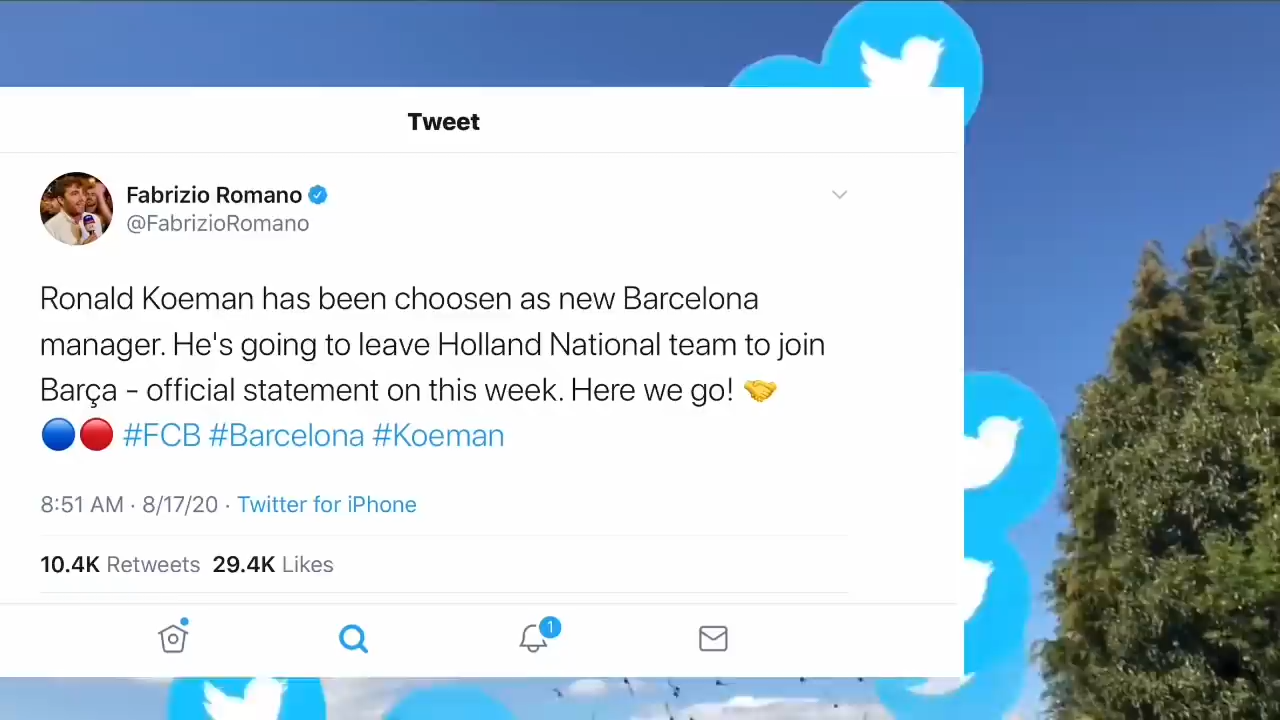 Tweet
Fabrizio Romano
@FabrizioRomano
Ronald Koeman has been choosen as new Barcelona
manager. He's going to leave Holland National team to join
Barça - official statement on this week. Here we go! 🤝
🔵🔴 #FCB #Barcelona #Koeman
8:51 AM · 8/17/20 · Twitter for iPhone
10.4K Retweets 29.4K Likes
1